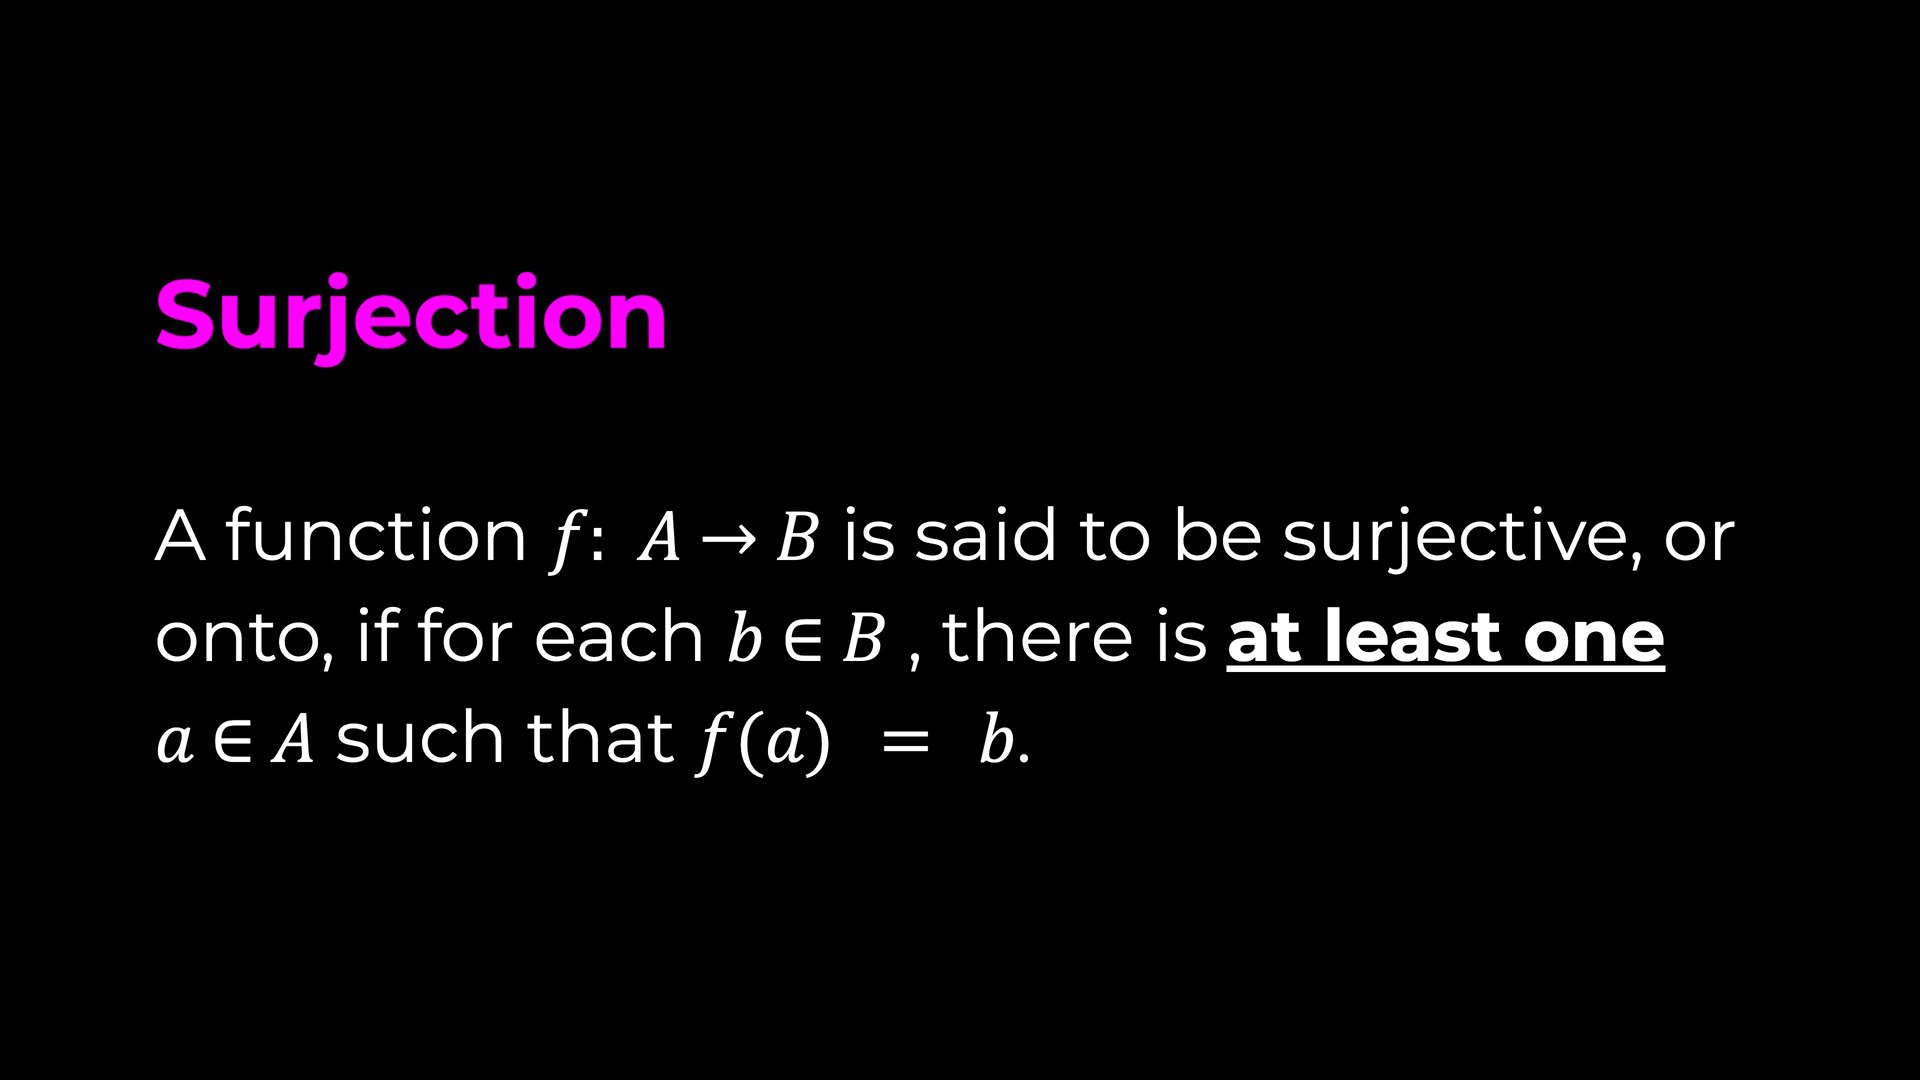 Surjection
A function 𝑓: 𝐴 → 𝐵 is said to be surjective, or
onto, if for each 𝑏 ∈ 𝐵 , there is at least one
𝑎 ∈ 𝐴 such that 𝑓(𝑎) = 𝑏.